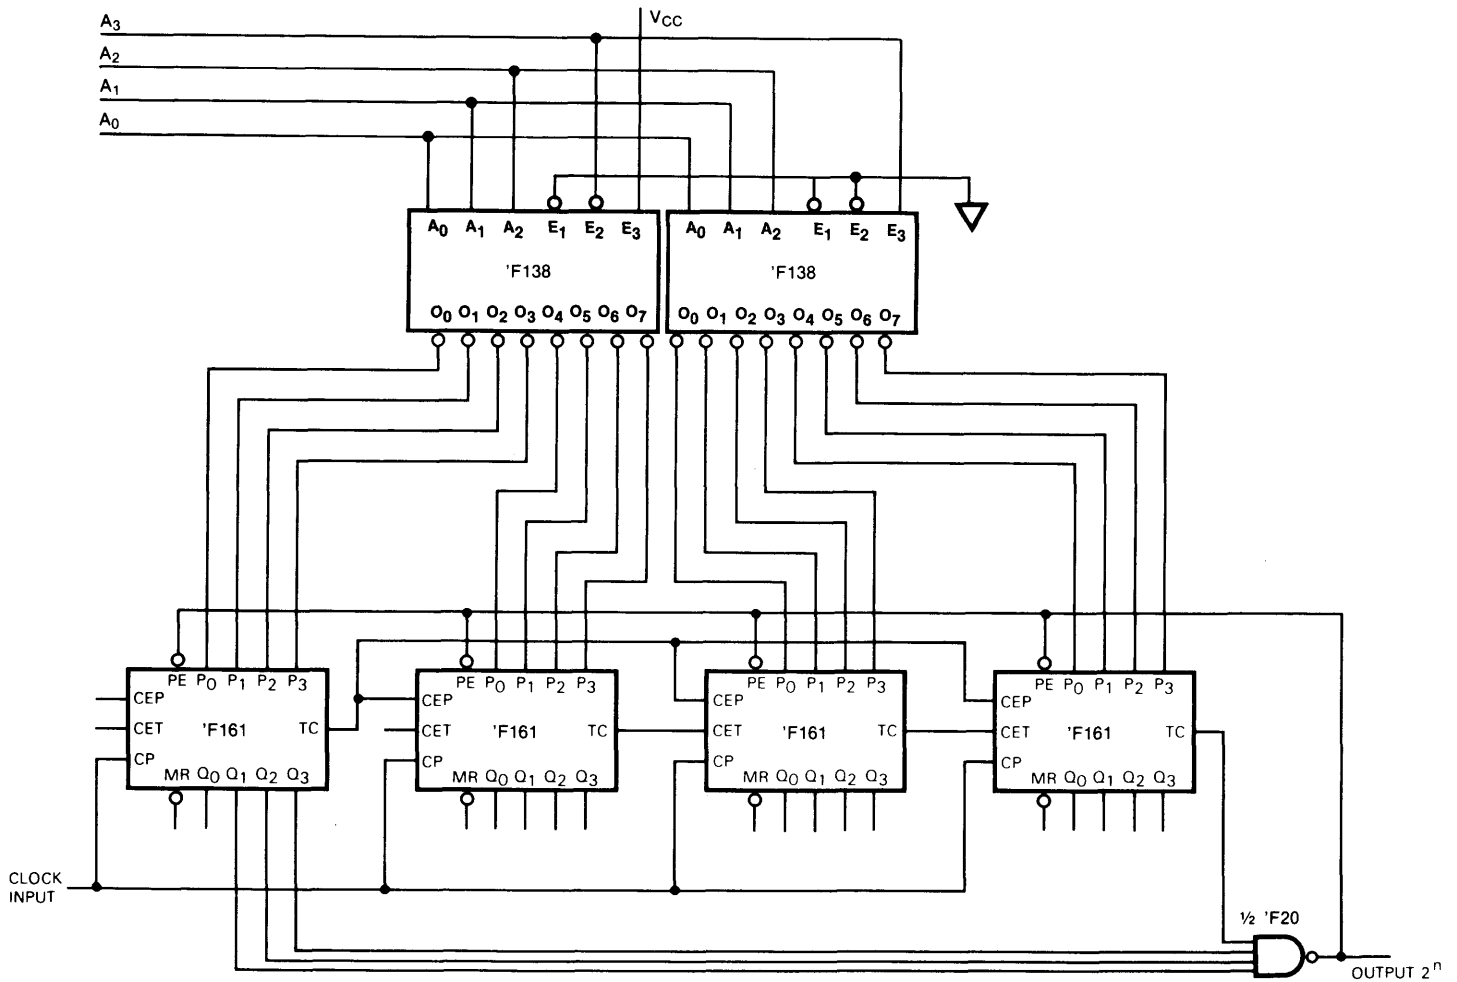 A3
VCC
A2
A1
A0
A0 A1 A2 E1 E2 E3
A0 A1 A2 E1 E2 E3
'F138
'F138
O0 O1 O2 O3 O4 O5 O6 O7
O0 O1 O2 O3 O4 O5 O6 O7
PE P0 P1 P2 P3
CEP
CET
'F161
TC
CP
MR Q0 Q1 Q2 Q3
PE P0 P1 P2 P3
CEP
CET
'F161
TC
CP
MR Q0 Q1 Q2 Q3
PE P0 P1 P2 P3
CEP
CET
'F161
TC
CP
MR Q0 Q1 Q2 Q3
PE P0 P1 P2 P3
CEP
CET
'F161
TC
CP
MR Q0 Q1 Q2 Q3
CLOCK
INPUT
½ 'F20
OUTPUT 2ⁿ